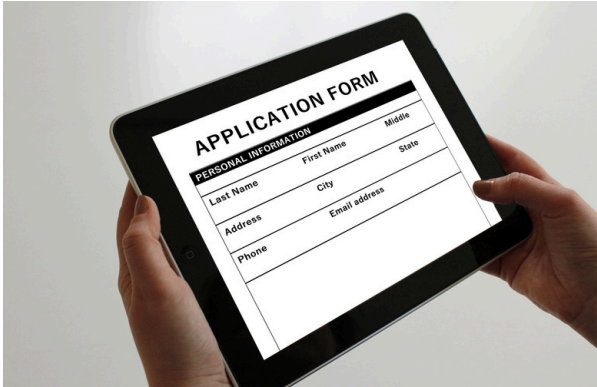 APPLICATION FORM
PERSONAL INFORMATION
Last Name First Name Middle
Address City State
Phone Email address